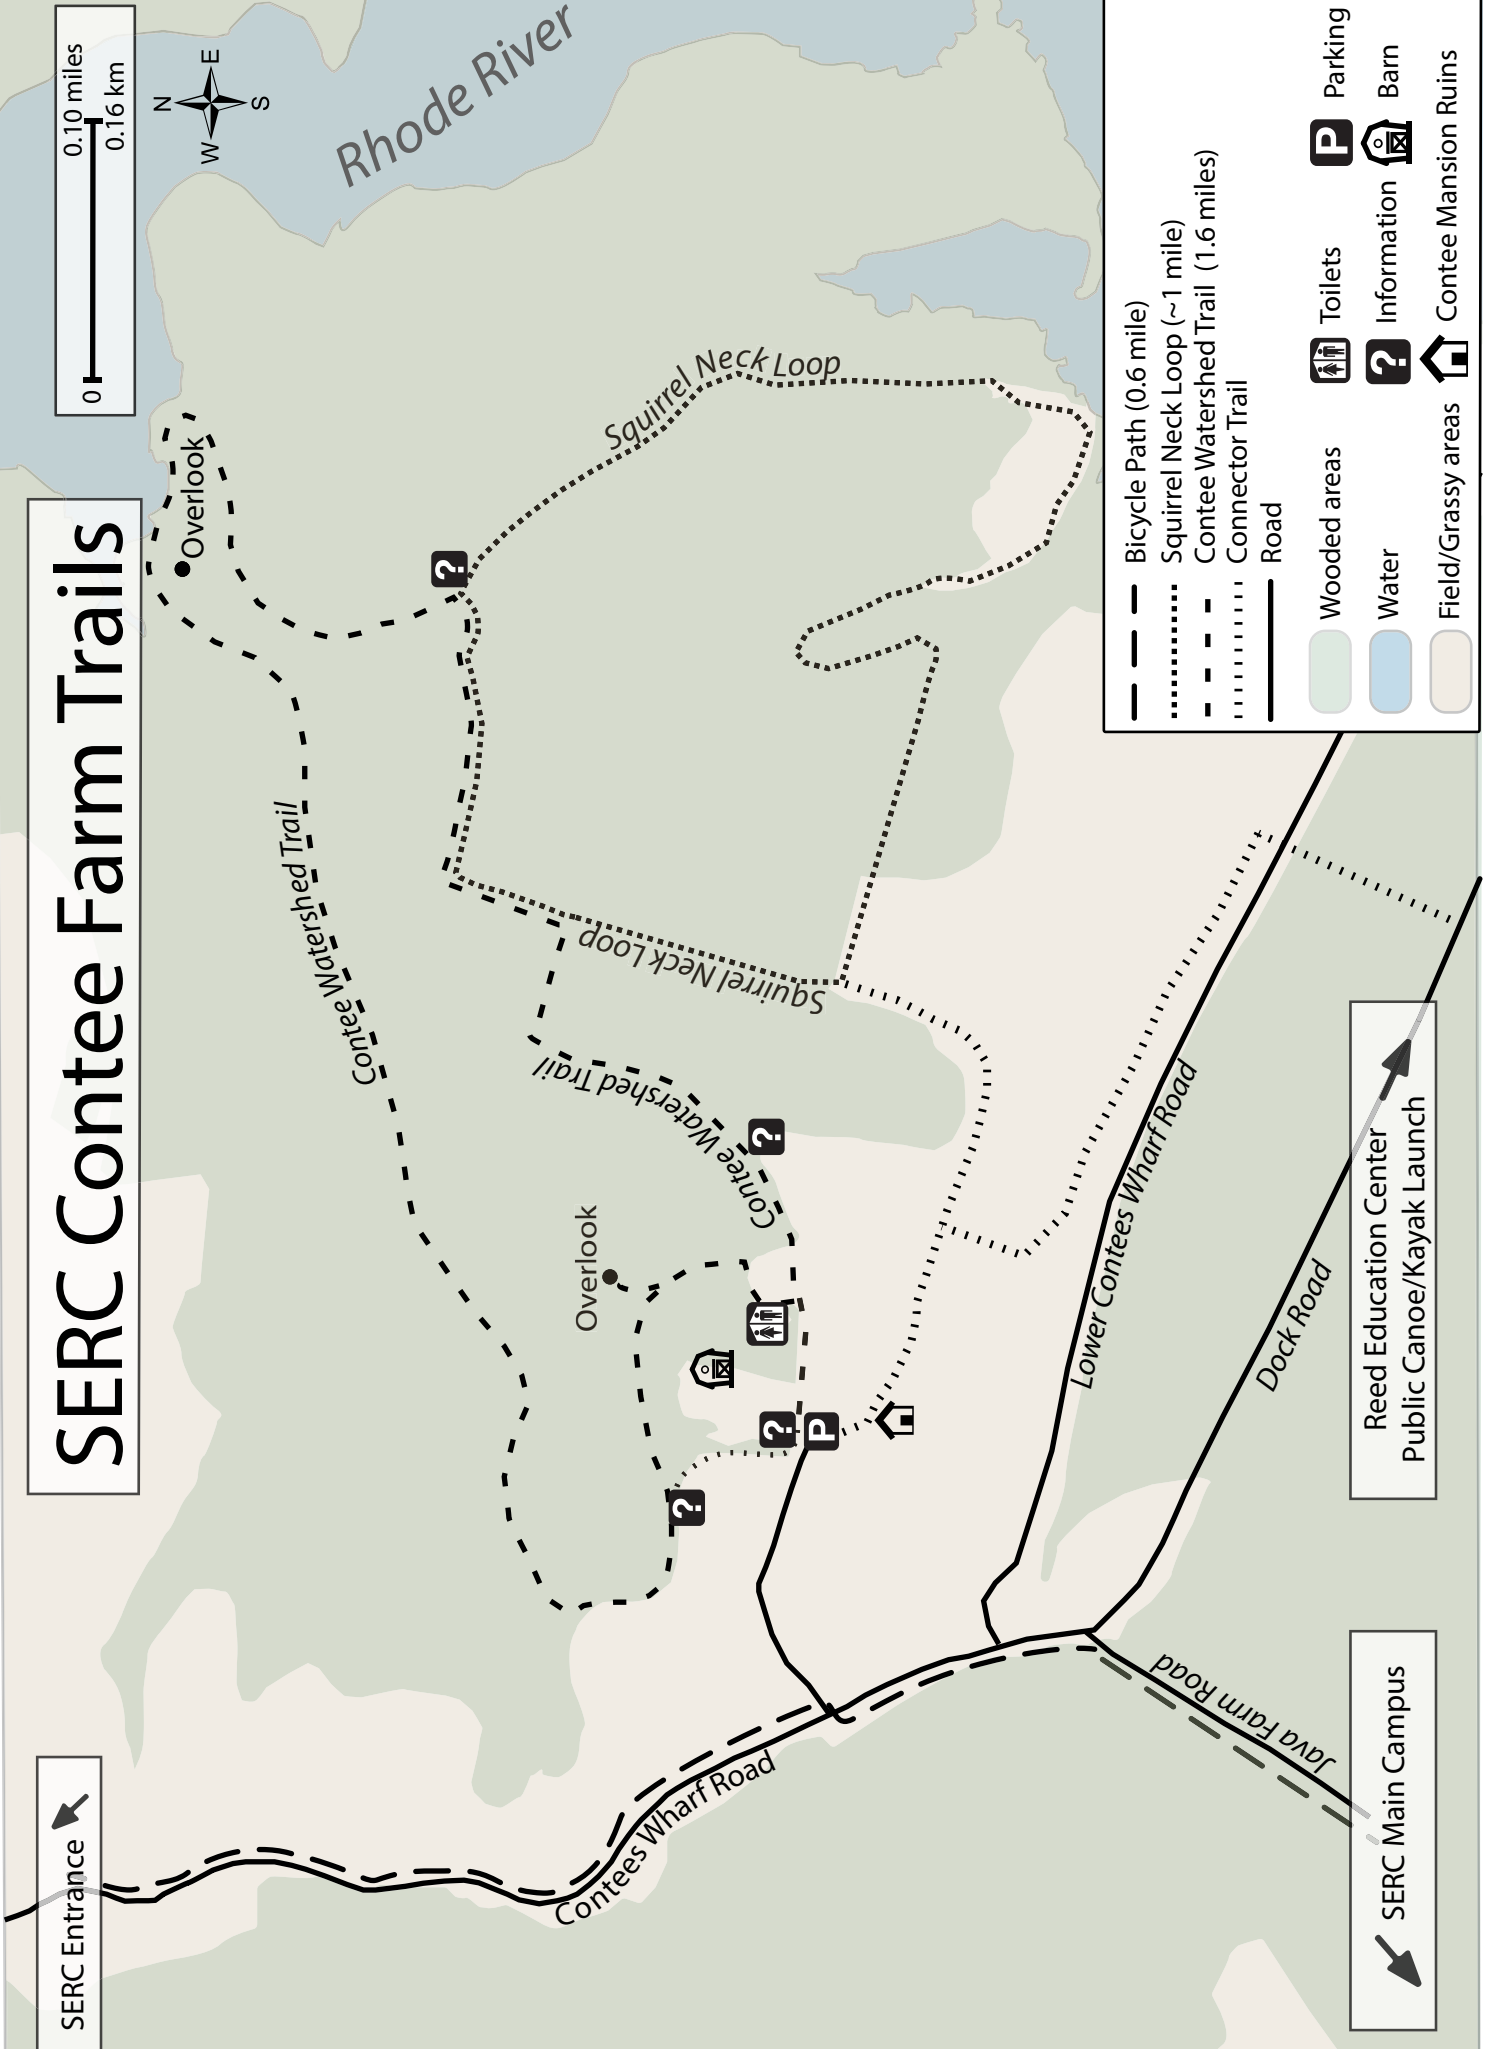 SERC Contee Farm Trails
0
0.10 miles
0.16 km
N
W
E
S
Rhode River
SERC Entrance
Overlook
Contee Watershed Trail
Squirrel Neck Loop
Squirrel Neck Loop
Contee Watershed Trail
Overlook
?
?
?
?
P
Contees Wharf Road
Lower Contees Wharf Road
Dock Road
Java Farm Road
SERC Main Campus
Reed Education Center
Public Canoe/Kayak Launch
Bicycle Path (0.6 mile)
Squirrel Neck Loop (~1 mile)
Contee Watershed Trail (1.6 miles)
Connector Trail
Road
Wooded areas
Toilets
P Parking
Water
? Information
Barn
Field/Grassy areas
Contee Mansion Ruins